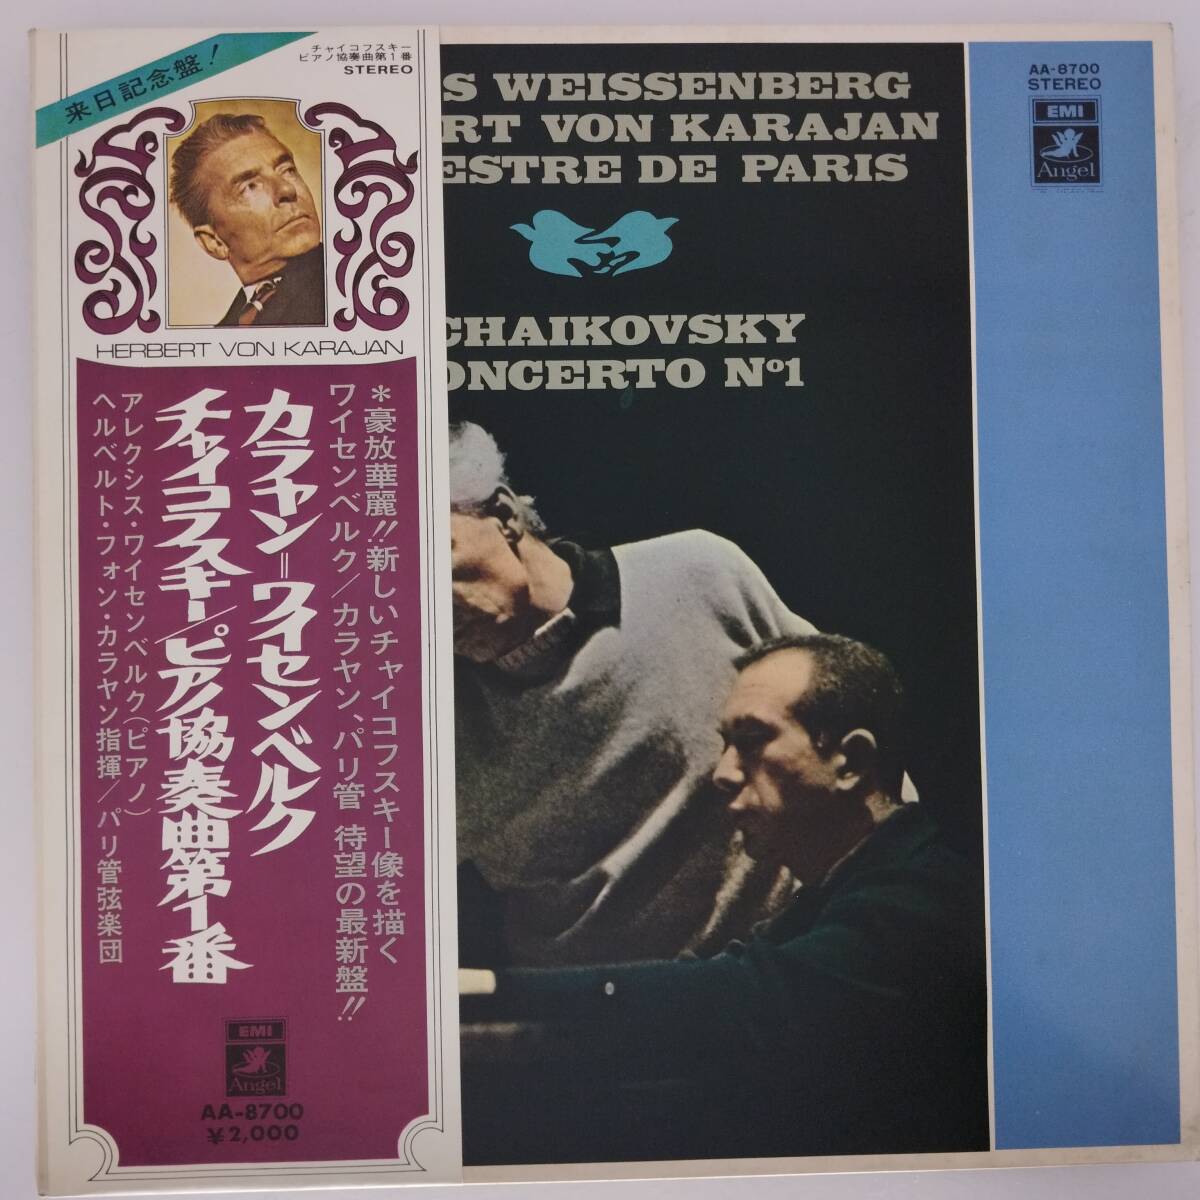 来日記念盤！
チャイコフスキー
ピアノ協奏曲第1番
STEREO
HERBERT VON KARAJAN
＊豪放華麗!!新しいチャイコフスキー像を描く
ワイセンベルク/カラヤン、パリ管 待望の最新盤!!
カラヤン=ワイセンベルク
チャイコフスキー/ピアノ協奏曲第1番
アレクシス・ワイセンベルク(ピアノ)
ヘルベルト・フォン・カラヤン指揮/パリ管弦楽団
EMI
Angel
AA-8700
¥2,000
S WEISSENBERG
RT VON KARAJAN
ESTRE DE PARIS
CHAIKOVSKY
ONCERTO Nº1
AA-8700
STEREO
EMI
Angel